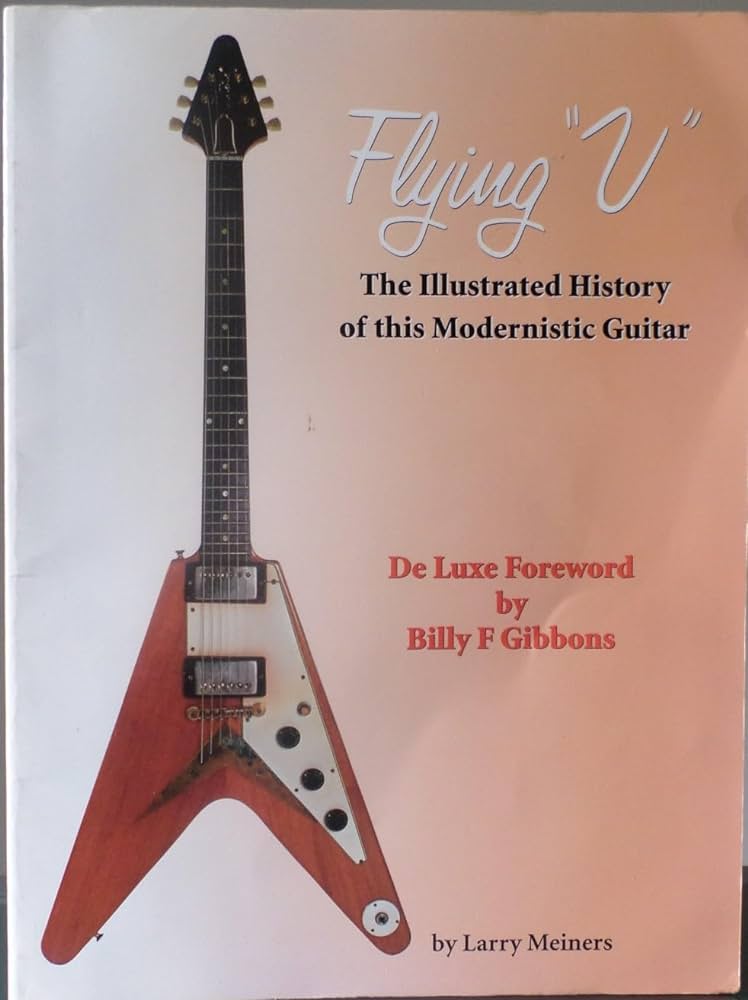 Flying "V"
The Illustrated History
of this Modernistic Guitar
De Luxe Foreword
by
Billy F Gibbons
by Larry Meiners